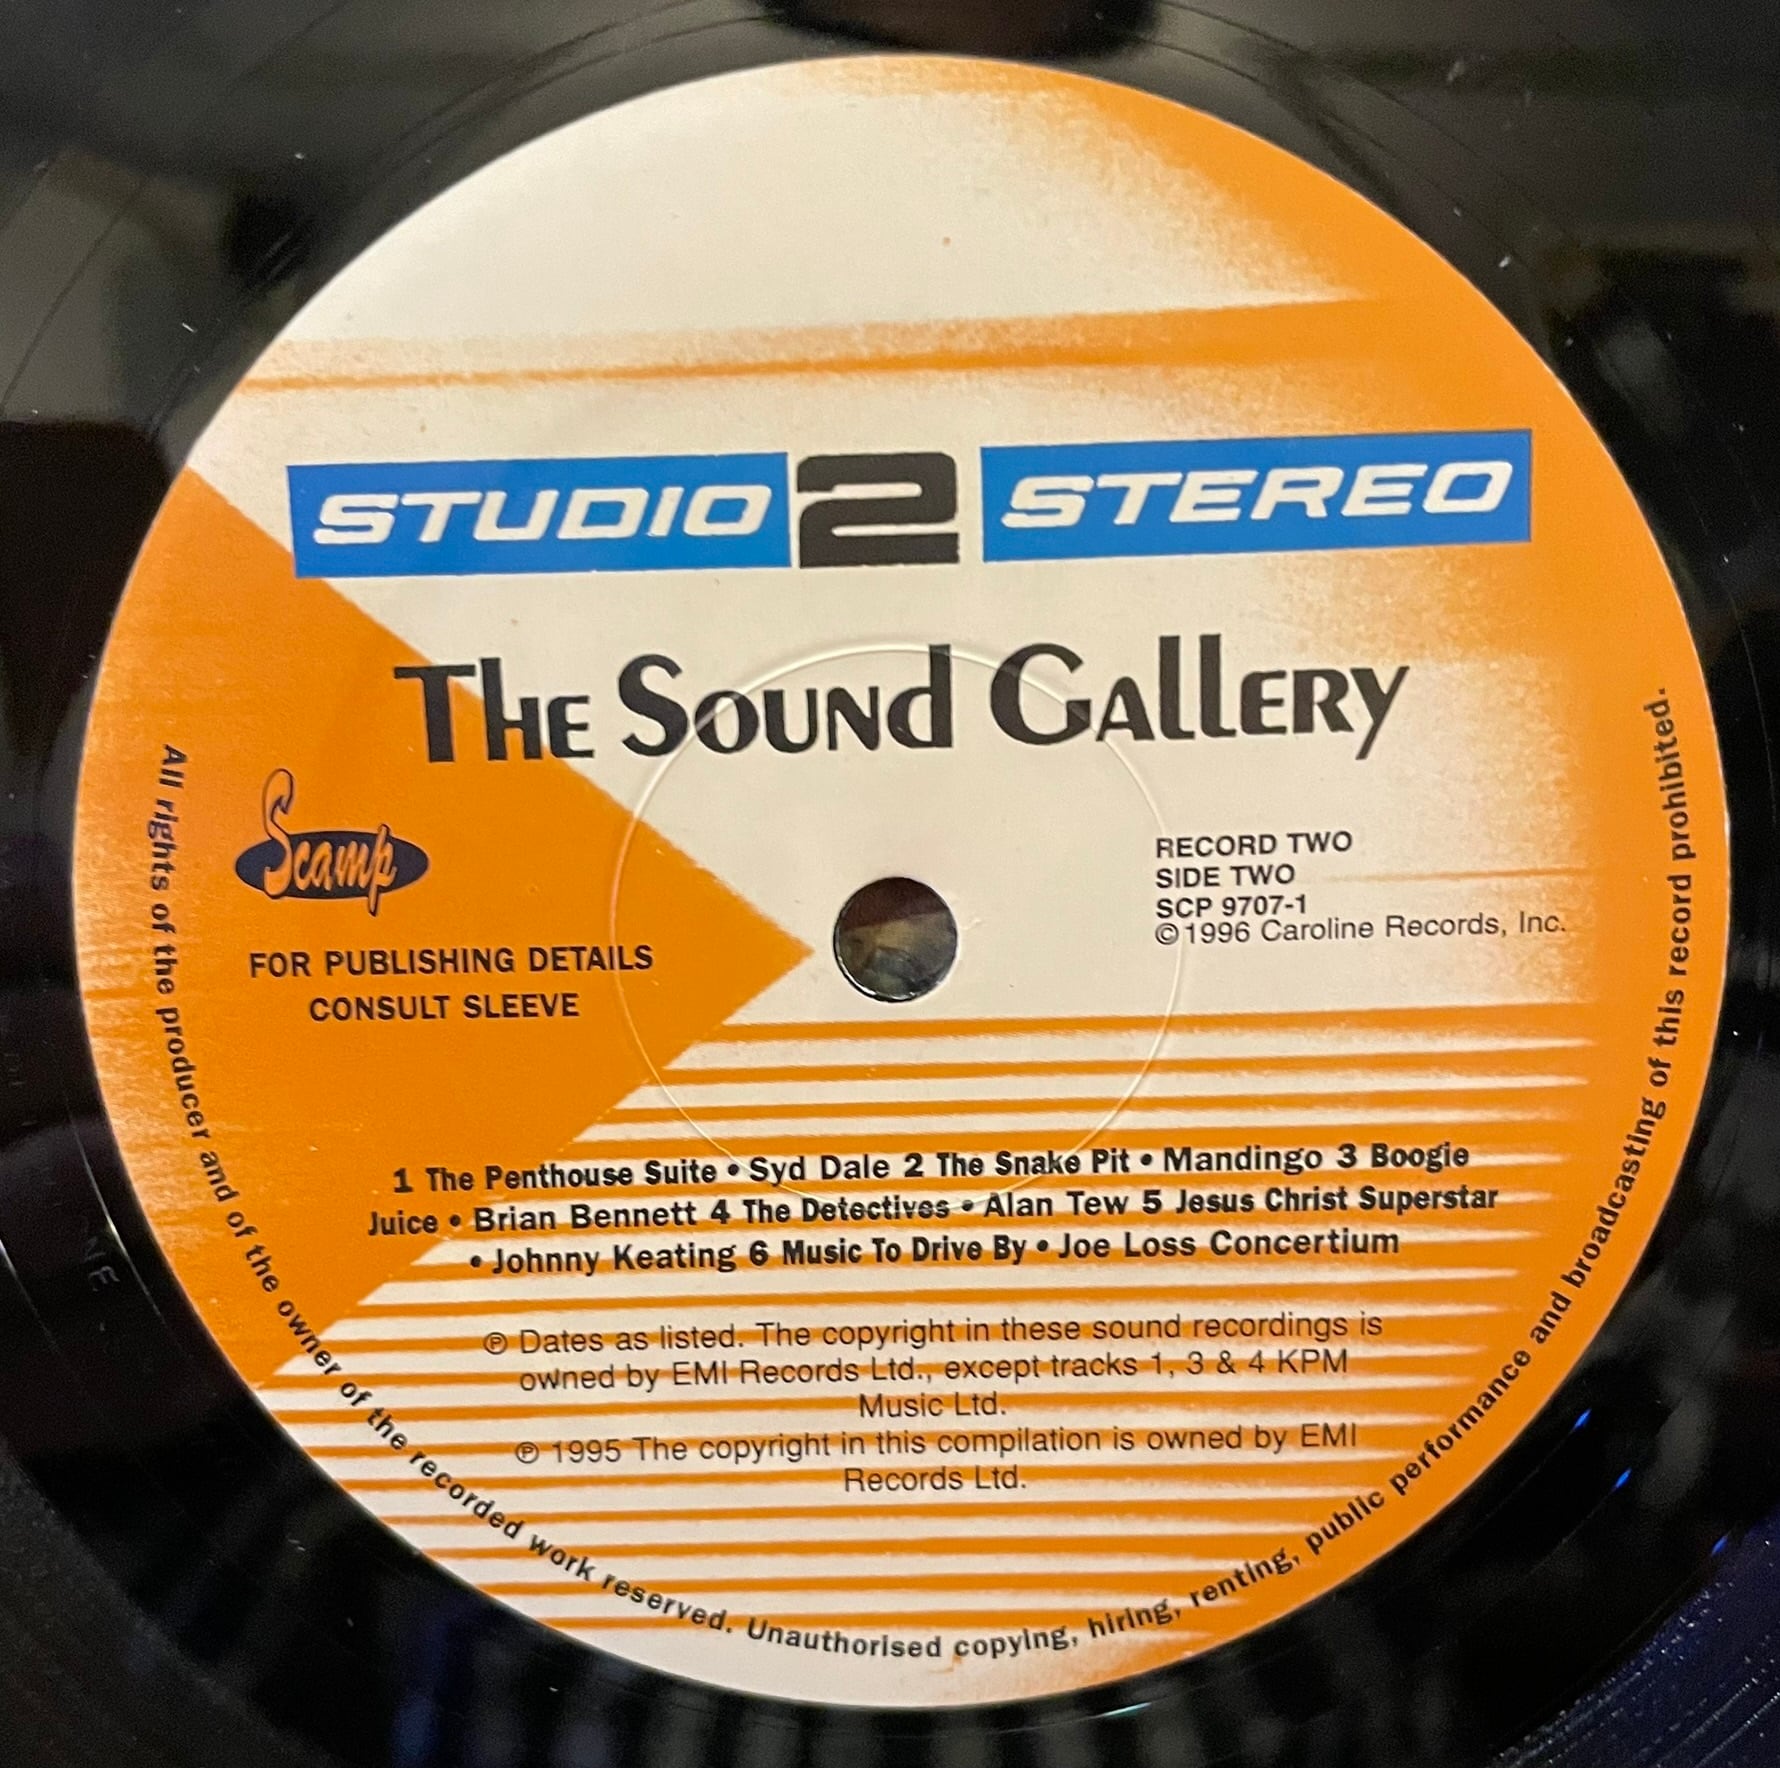 STUDIO 2 STEREO
The Sound Gallery
Scamp
FOR PUBLISHING DETAILS
CONSULT SLEEVE
RECORD TWO
SIDE TWO
SCP 9707-1
©1996 Caroline Records, Inc.
1 The Penthouse Suite • Syd Dale 2 The Snake Pit • Mandingo 3 Boogie
Juice • Brian Bennett 4 The Detectives • Alan Tew 5 Jesus Christ Superstar
• Johnny Keating 6 Music To Drive By • Joe Loss Concertium
℗ Dates as listed. The copyright in these sound recordings is
owned by EMI Records Ltd., except tracks 1, 3 & 4 KPM
Music Ltd.
℗ 1995 The copyright in this compilation is owned by EMI
Records Ltd.
All rights of the producer and of the owner of the recorded work reserved. Unauthorised copying, hiring, renting, public performance and broadcasting of this record prohibited.